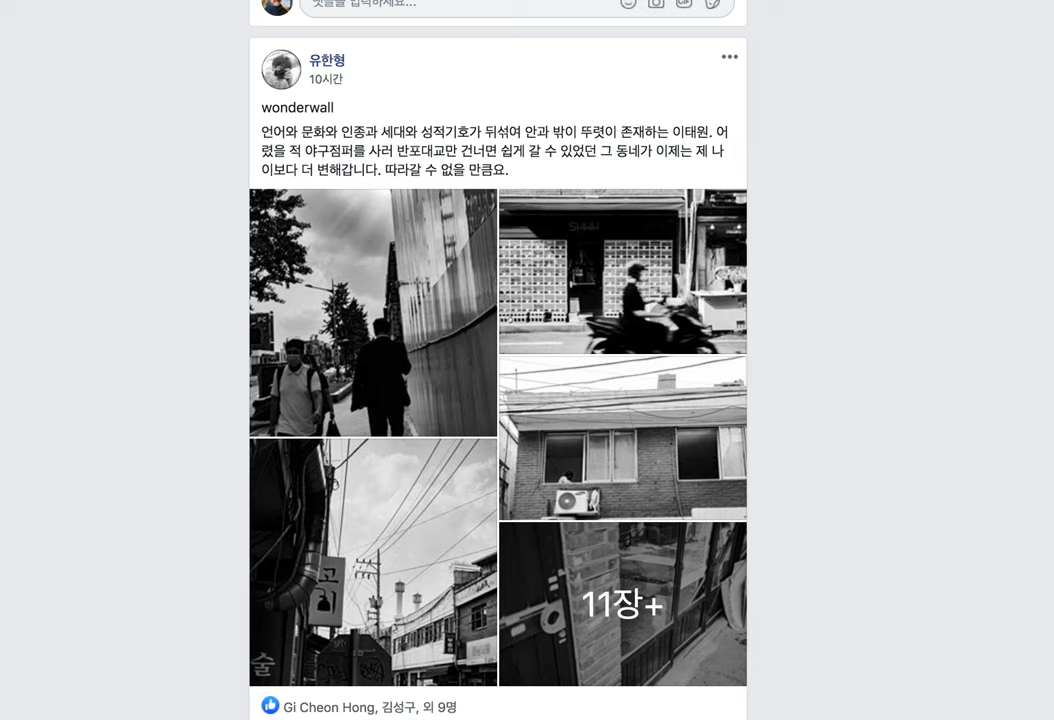 댓글을 입력하세요...
유한형
10시간
wonderwall
언어와 문화와 인종과 세대와 성적기호가 뒤섞여 안과 밖이 뚜렷이 존재하는 이태원. 어
렸을 적 야구점퍼를 사러 반포대교만 건너면 쉽게 갈 수 있었던 그 동네가 이제는 제 나
이보다 더 변해갑니다. 따라갈 수 없을 만큼요.
SHHH
고
기
술
11장+
Gi Cheon Hong, 김성구, 외 9명